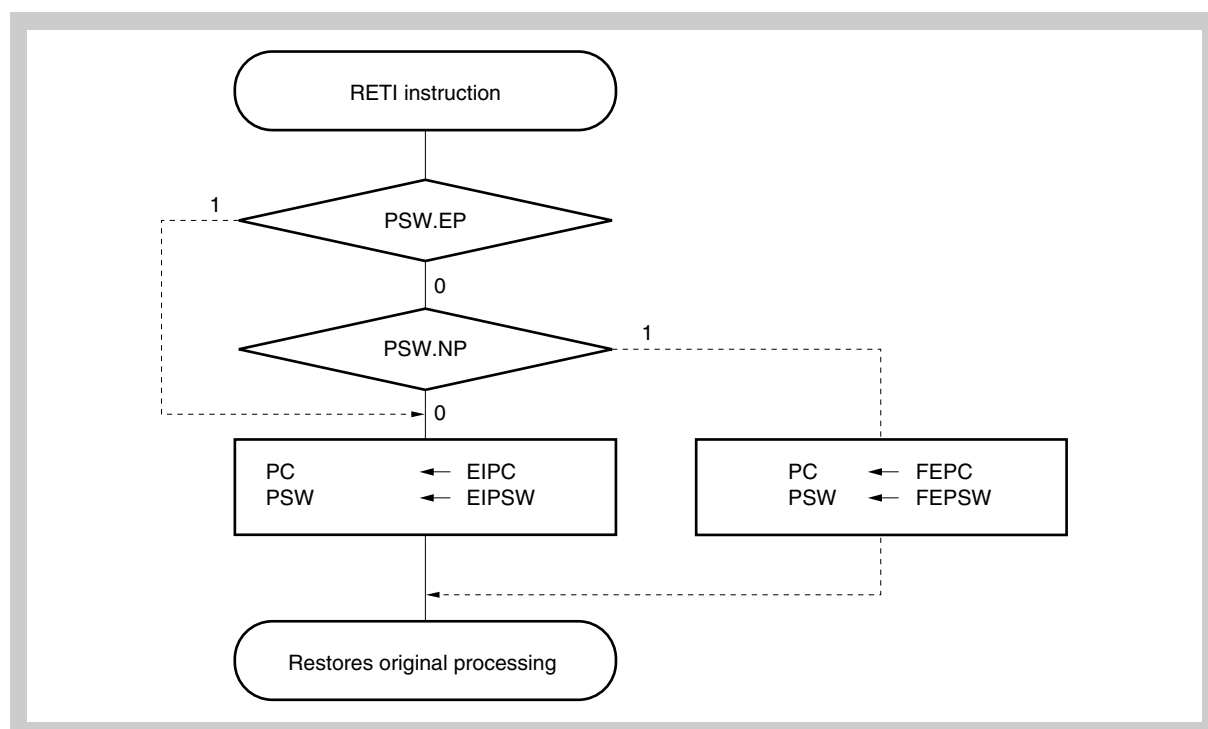 RETI instruction
1
PSW.EP
0
PSW.NP
1
0
PC ← EIPC
PSW ← EIPSW
PC ← FEPC
PSW ← FEPSW
Restores original processing